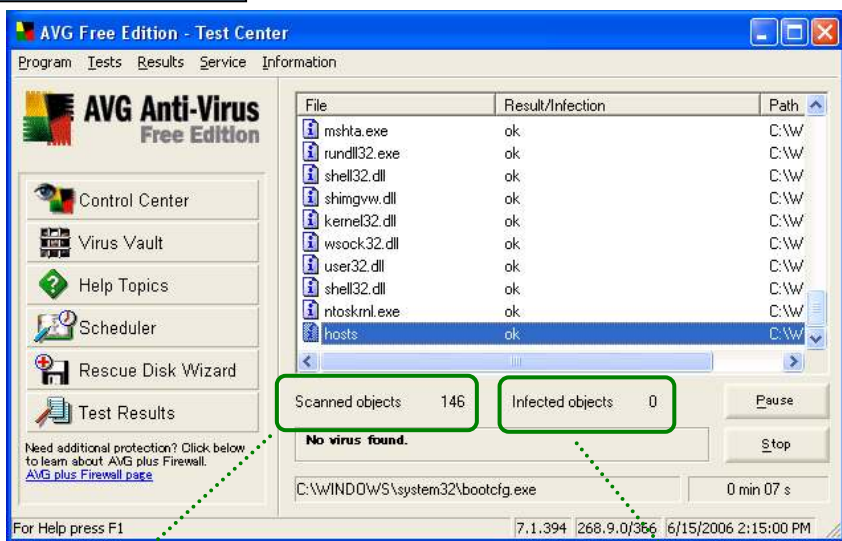 AVG Free Edition - Test Center
Program Tests Results Service Information
AVG Anti-Virus
Free Edition
Control Center
Virus Vault
Help Topics
Scheduler
Rescue Disk Wizard
Test Results
Need additional protection? Click below
to learn about AVG plus Firewall.
AVG plus Firewall page
File Result/Infection Path
mshta.exe ok C:\W
rundll32.exe ok C:\W
shell32.dll ok C:\W
shimgvw.dll ok C:\W
kernel32.dll ok C:\W
wsock32.dll ok C:\W
user32.dll ok C:\W
shell32.dll ok C:\W
ntoskrnl.exe ok C:\W
hosts ok C:\W
Scanned objects 146 Infected objects 0 Pause
No virus found. Stop
C:\WINDOWS\system32\bootcfg.exe 0 min 07 s
For Help press F1 7.1.394 268.9.0/366 6/15/2006 2:15:00 PM